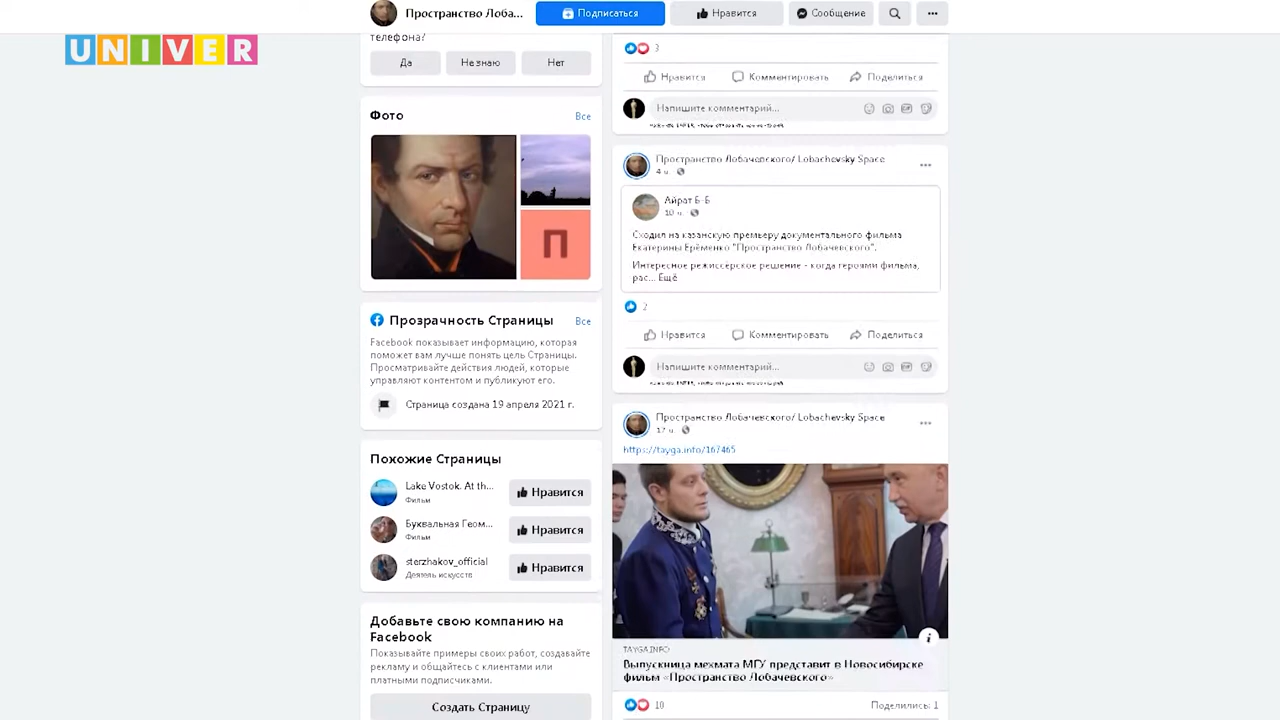 Пространство Лоба...
Подписаться
Нравится
Сообщение
UNIVER
телефона?
Да
Не знаю
Нет
Фото
Все
П
Прозрачность Страницы
Все
Facebook показывает информацию, которая
поможет вам лучше понять цель Страницы.
Просматривайте действия людей, которые
управляют контентом и публикуют его.
Страница создана 19 апреля 2021 г.
Похожие Страницы
Lake Vostok. At th...
Фильм
Нравится
Буквальная Геом...
Фильм
Нравится
sterzhakov_official
Деятель искусств
Нравится
Добавьте свою компанию на
Facebook
Показывайте примеры своих работ, создавайте
рекламу и общайтесь с клиентами или
платными подписчиками.
Создать Страницу
3
Нравится
Комментировать
Поделиться
Напишите комментарий...
Пространство Лобачевского/ Lobachevsky Space
4 ч.
Айрат Б-Б
10 ч.
Сходил на казанскую премьеру документального фильма
Екатерины Ерёменко "Пространство Лобачевского".
Интересное режиссёрское решение - когда героями фильма,
рас... Ещё
2
Нравится
Комментировать
Поделиться
Напишите комментарий...
Пространство Лобачевского/ Lobachevsky Space
17 ч.
https://tayga.info/167465
TAYGA.INFO
Выпускница мехмата МГУ представит в Новосибирске
фильм «Пространство Лобачевского»
10
Поделились: 1